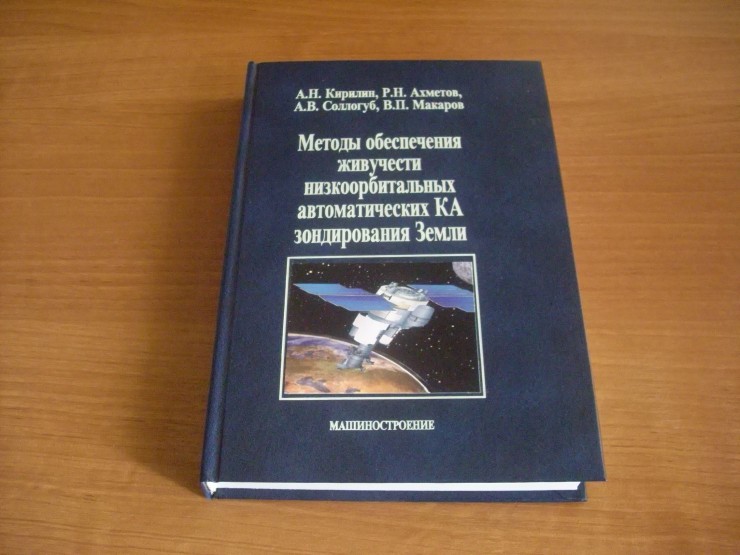 А.Н. Кирилин, Р.Н. Ахметов,
А.В. Соллогуб, В.П. Макаров
Методы обеспечения
живучести
низкоорбитальных
автоматических КА
зондирования Земли
МАШИНОСТРОЕНИЕ